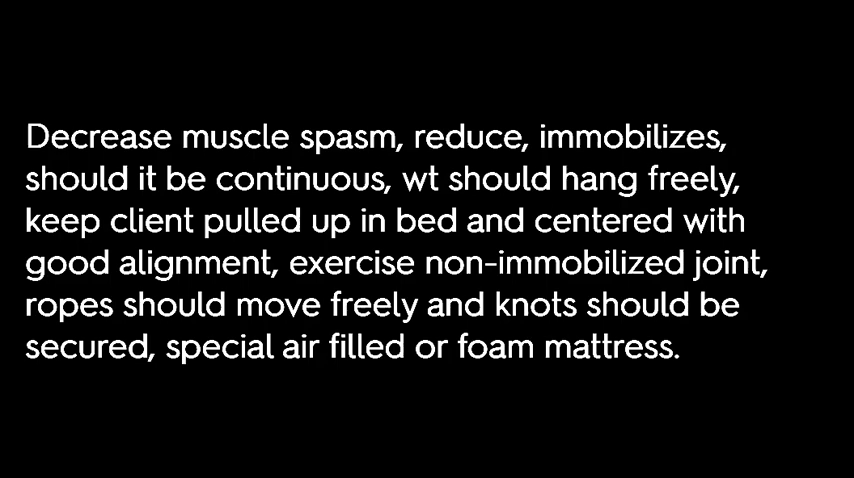 Decrease muscle spasm, reduce, immobilizes,
should it be continuous, wt should hang freely,
keep client pulled up in bed and centered with
good alignment, exercise non-immobilized joint,
ropes should move freely and knots should be
secured, special air filled or foam mattress.